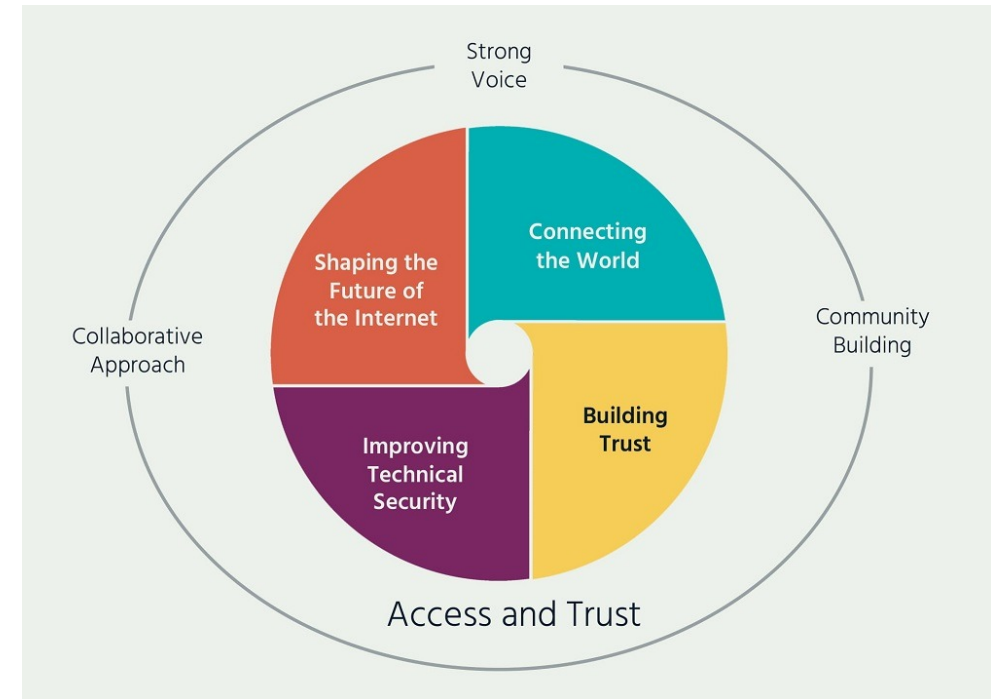 Strong
Voice
Connecting
the World
Shaping the
Future of
the Internet
Community
Building
Collaborative
Approach
Building
Trust
Improving
Technical
Security
Access and Trust